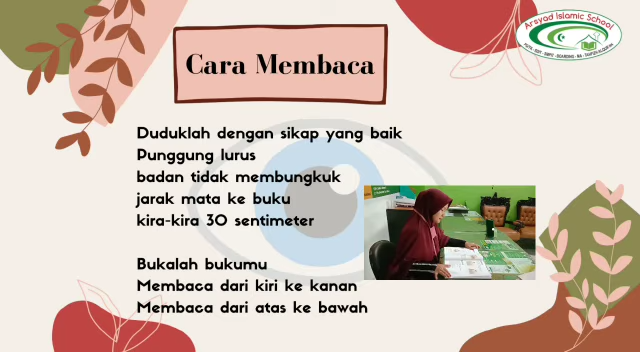 Arsyad Islamic School
Cara Membaca
Duduklah dengan sikap yang baik
Punggung lurus
badan tidak membungkuk
jarak mata ke buku
kira-kira 30 sentimeter
Bukalah bukumu
Membaca dari kiri ke kanan
Membaca dari atas ke bawah